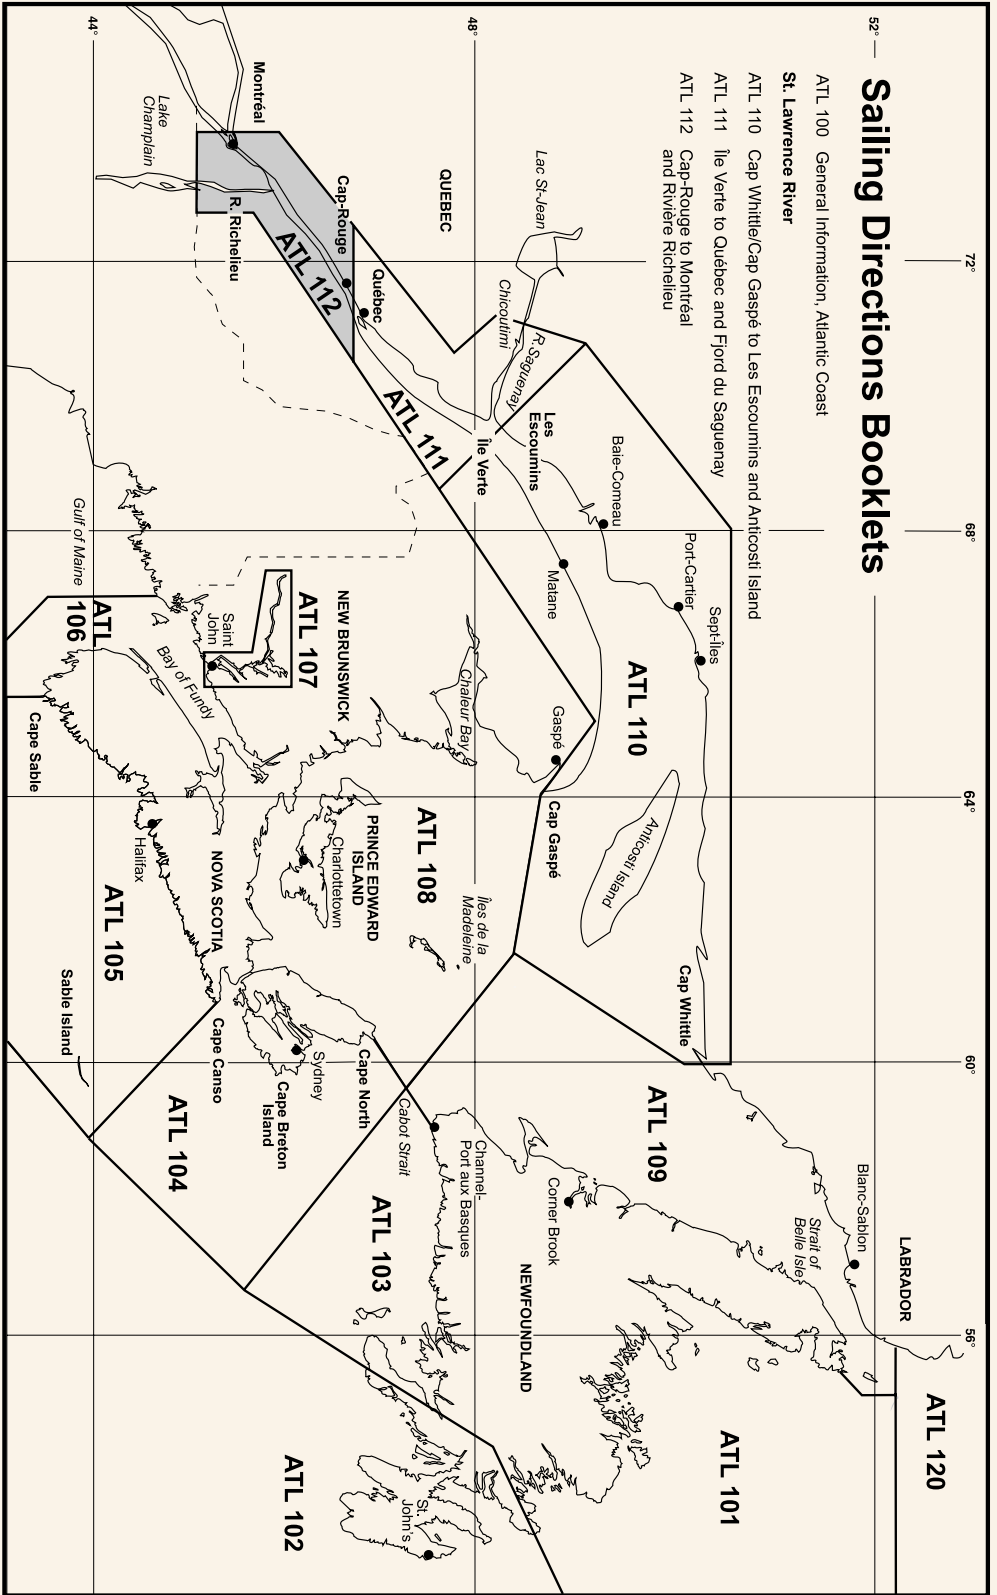 Sailing Directions Booklets
ATL 100 General Information, Atlantic Coast
St. Lawrence River
ATL 110 Cap Whittle/Cap Gaspé to Les Escoumins and Anticosti Island
ATL 111 Île Verte to Québec and Fjord du Saguenay
ATL 112 Cap-Rouge to Montréal
and Rivière Richelieu
72°
68°
64°
60°
56°
52°
48°
44°
LABRADOR
ATL 120
Blanc-Sablon
Strait of
Belle Isle
ATL 101
Cap Whittle
ATL 109
Sept-Îles
Port-Cartier
Baie-Comeau
ATL 110
Anticosti Island
Lac St-Jean
Chicoutimi
R. Saguenay
Les
Escoumins
Matane
Gaspé
Cap Gaspé
Corner Brook
NEWFOUNDLAND
QUEBEC
Île Verte
Chaleur Bay
Îles de la
Madeleine
Channel-
Port aux Basques
ATL 111
ATL 108
Cabot Strait
ATL 103
St.
John's
ATL 102
Québec
Cap-Rouge
ATL 112
NEW BRUNSWICK
PRINCE EDWARD
ISLAND
Charlottetown
Cape North
Sydney
Cape Breton
Island
ATL 107
Montréal
R. Richelieu
Saint
John
NOVA SCOTIA
Cape Canso
ATL 104
Lake
Champlain
Bay of Fundy
Halifax
ATL 105
Gulf of Maine
ATL
106
Cape Sable
Sable Island